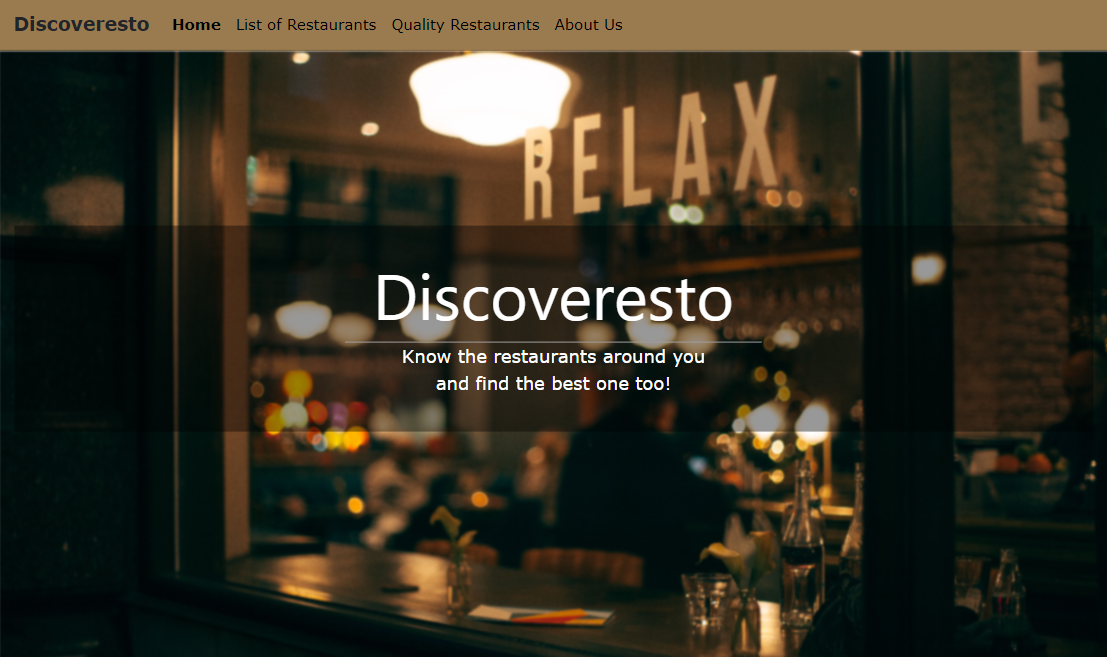 Discoveresto Home List of Restaurants Quality Restaurants About Us
RELAX
E
Discoveresto
Know the restaurants around you
and find the best one too!